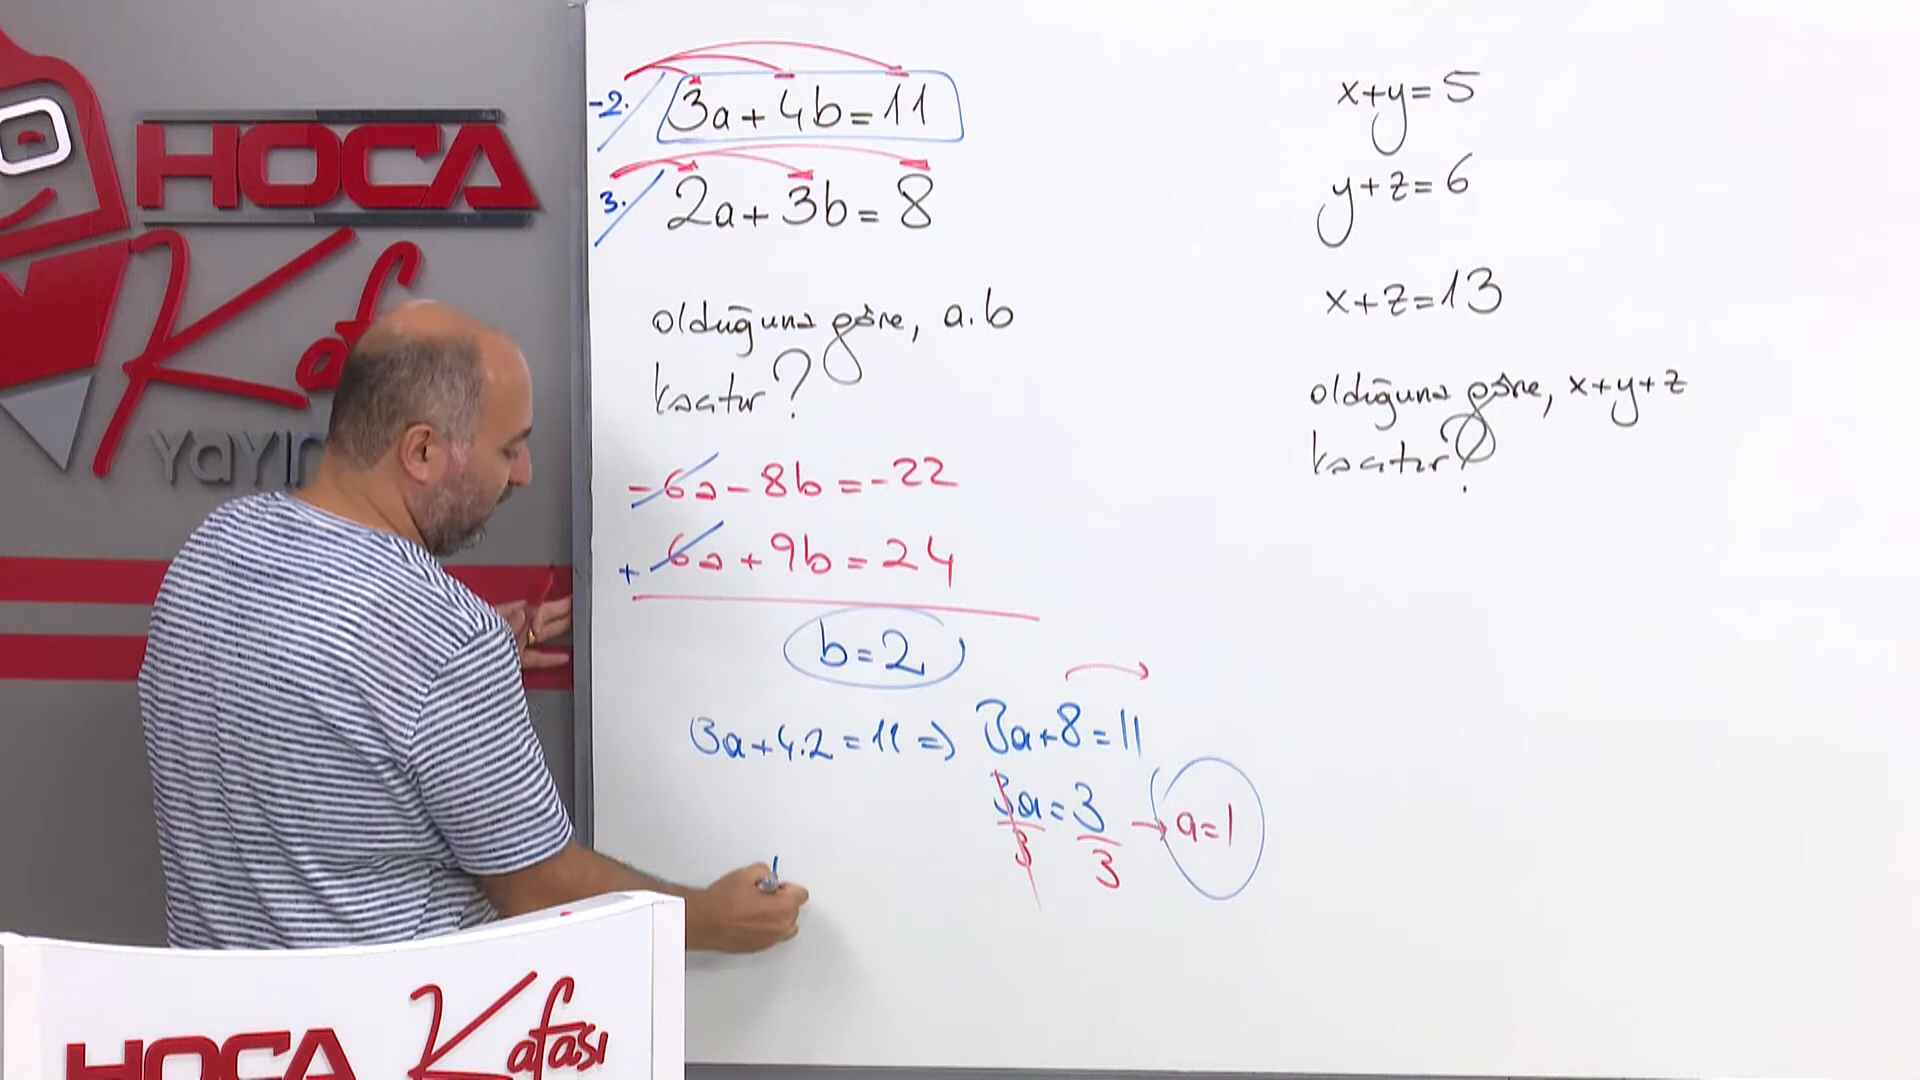 HOCA
Kaf
yayın
-2. 3a+4b=11
3. 2a+3b=8
olduğuna göre, a.b
kaçtır?
-6a-8b=-22
+ 6a+9b=24
b=2
3a+4.2=11 => 3a+8=11
3a=3 → a=1
3 3
x+y=5
y+z=6
x+z=13
olduğuna göre, x+y+z
kaçtır?
HOCA Kafası